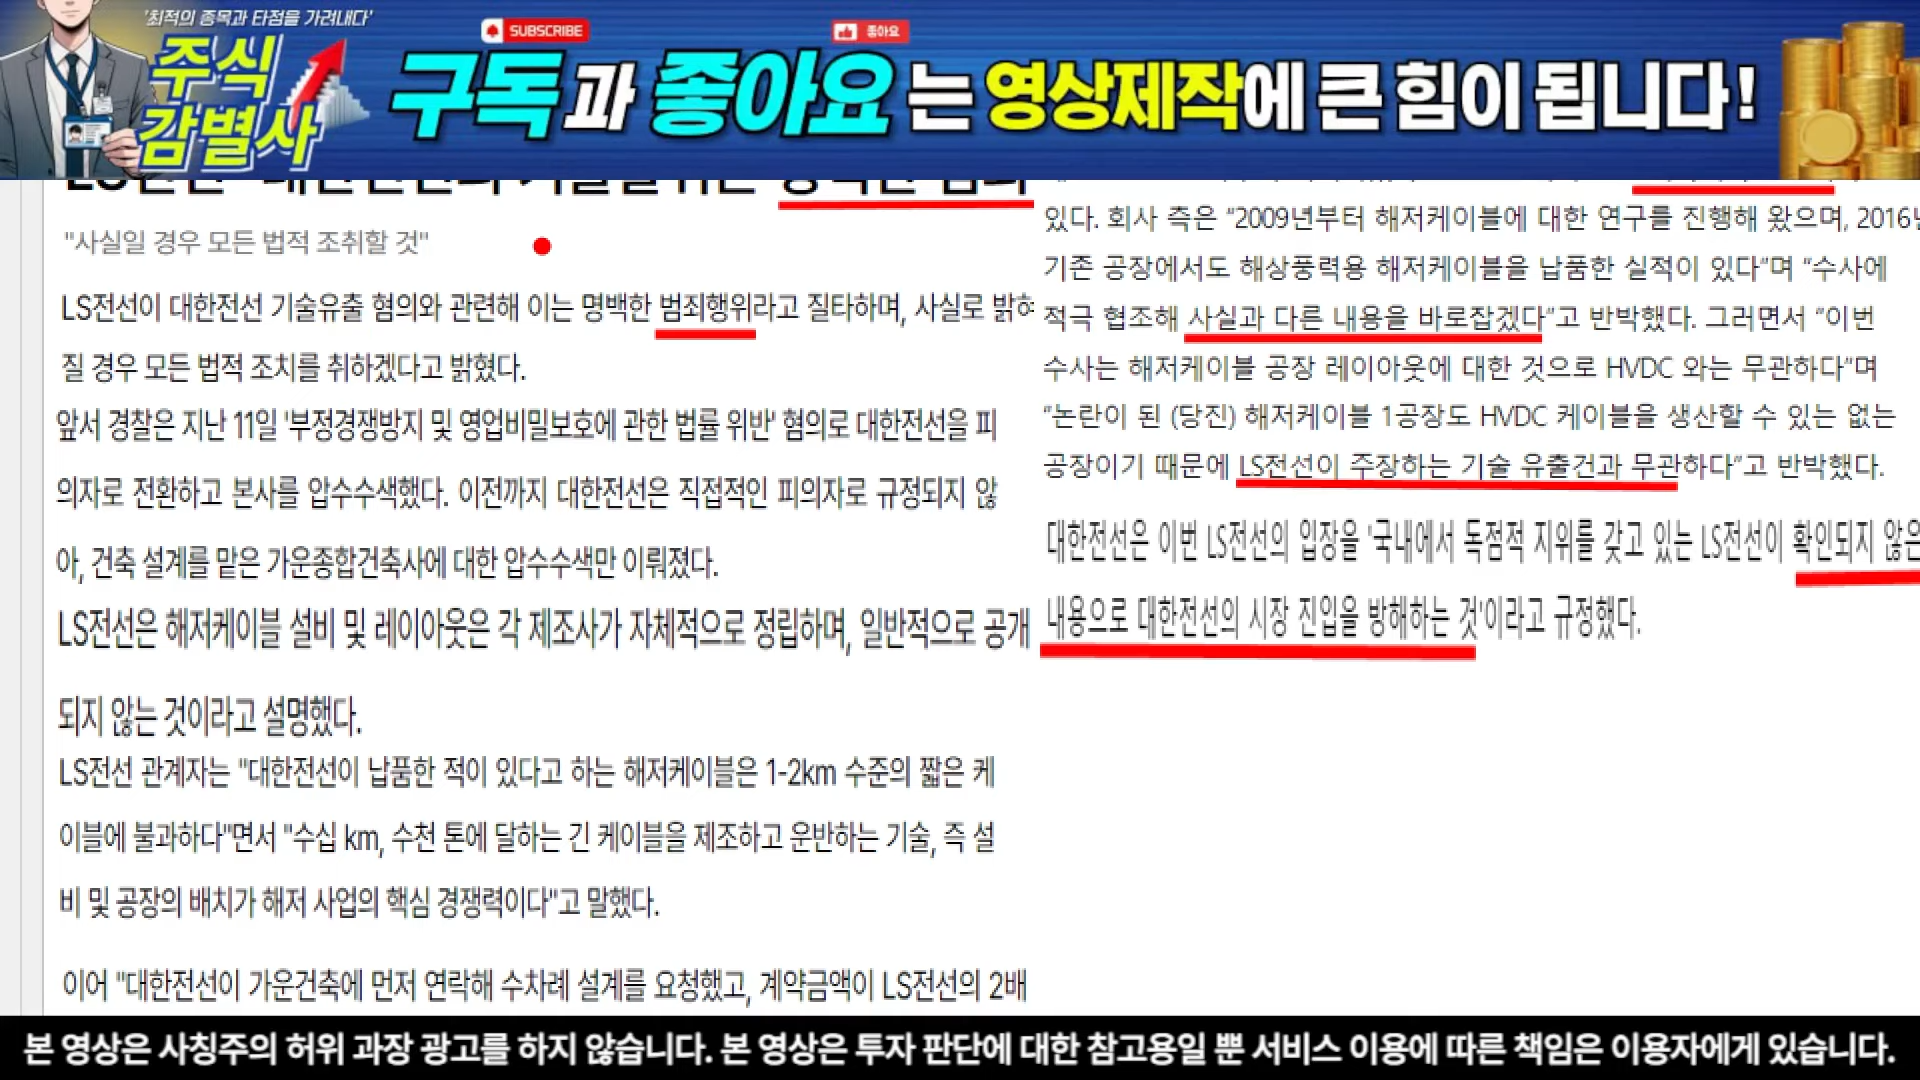 '최적의 종목과 타점을 가려내다'
주식
감별사
SUBSCRIBE
좋아요
구독과 좋아요는 영상제작에 큰 힘이 됩니다!
"사실일 경우 모든 법적 조취할 것"
LS전선이 대한전선 기술유출 혐의와 관련해 이는 명백한 범죄행위라고 질타하며, 사실로 밝혀
질 경우 모든 법적 조치를 취하겠다고 밝혔다.
앞서 경찰은 지난 11일 '부정경쟁방지 및 영업비밀보호에 관한 법률 위반' 혐의로 대한전선을 피
의자로 전환하고 본사를 압수수색했다. 이전까지 대한전선은 직접적인 피의자로 규정되지 않
아, 건축 설계를 맡은 가운종합건축사에 대한 압수수색만 이뤄졌다.
LS전선은 해저케이블 설비 및 레이아웃은 각 제조사가 자체적으로 정립하며, 일반적으로 공개
되지 않는 것이라고 설명했다.
LS전선 관계자는 "대한전선이 납품한 적이 있다고 하는 해저케이블은 1-2km 수준의 짧은 케
이블에 불과하다"면서 "수십 km, 수천 톤에 달하는 긴 케이블을 제조하고 운반하는 기술, 즉 설
비 및 공장의 배치가 해저 사업의 핵심 경쟁력이다"고 말했다.
이어 "대한전선이 가운건축에 먼저 연락해 수차례 설계를 요청했고, 계약금액이 LS전선의 2배
있다. 회사 측은 “2009년부터 해저케이블에 대한 연구를 진행해 왔으며, 2016년
기존 공장에서도 해상풍력용 해저케이블을 납품한 실적이 있다”며 “수사에
적극 협조해 사실과 다른 내용을 바로잡겠다”고 반박했다. 그러면서 “이번
수사는 해저케이블 공장 레이아웃에 대한 것으로 HVDC 와는 무관하다”며
“논란이 된 (당진) 해저케이블 1공장도 HVDC 케이블을 생산할 수 있는 없는
공장이기 때문에 LS전선이 주장하는 기술 유출건과 무관하다”고 반박했다.
대한전선은 이번 LS전선의 입장을 '국내에서 독점적 지위를 갖고 있는 LS전선이 확인되지 않은
내용으로 대한전선의 시장 진입을 방해하는 것'이라고 규정했다.
본 영상은 사칭주의 허위 과장 광고를 하지 않습니다. 본 영상은 투자 판단에 대한 참고용일 뿐 서비스 이용에 따른 책임은 이용자에게 있습니다.